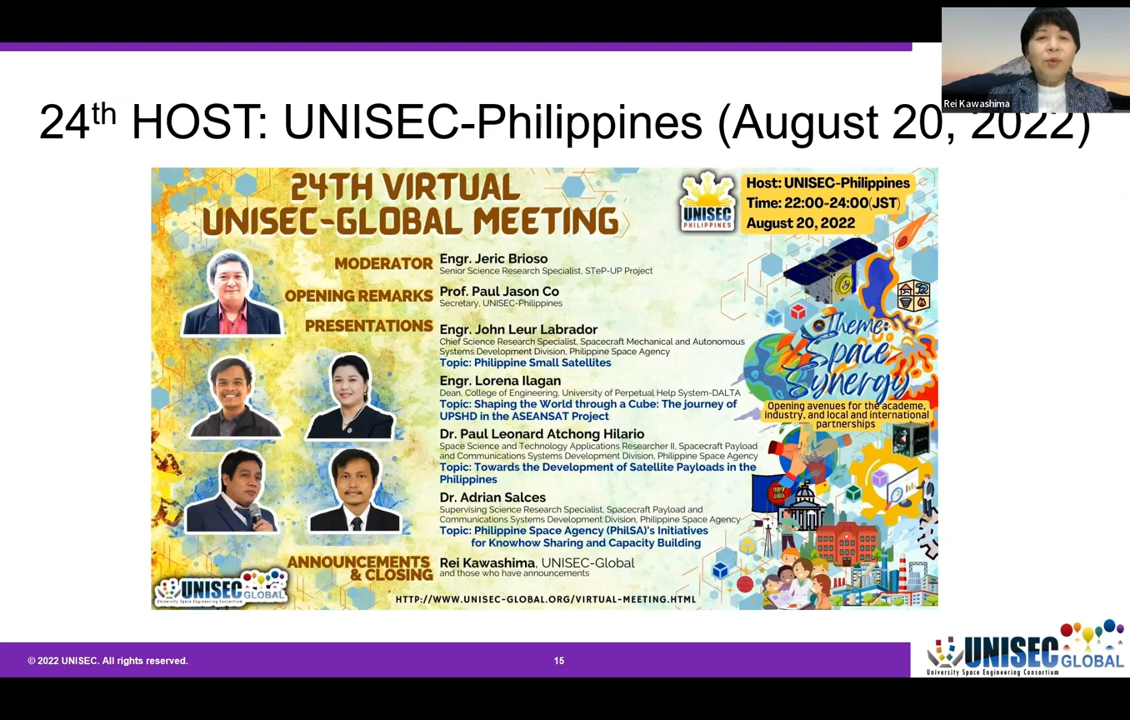 Rei Kawashima
24th HOST: UNISEC-Philippines (August 20, 2022)
24TH VIRTUAL
UNISEC-GLOBAL MEETING
UNISEC
PHILIPPINES
Host: UNISEC-Philippines
Time: 22:00-24:00(JST)
August 20, 2022
MODERATOR
Engr. Jeric Brioso
Senior Science Research Specialist, STeP-UP Project
OPENING REMARKS
Prof. Paul Jason Co
Secretary, UNISEC-Philippines
PRESENTATIONS
Engr. John Leur Labrador
Chief Science Research Specialist, Spacecraft Mechanical and Autonomous
Systems Development Division, Philippine Space Agency
Topic: Philippine Small Satellites
Engr. Lorena Ilagan
Dean, College of Engineering, University of Perpetual Help System-DALTA
Topic: Shaping the World through a Cube: The journey of
UPSHD in the ASEANSAT Project
Dr. Paul Leonard Atchong Hilario
Space Science and Technology Applications Researcher II, Spacecraft Payload
and Communications Systems Development Division, Philippine Space Agency
Topic: Towards the Development of Satellite Payloads in the
Philippines
Dr. Adrian Salces
Supervising Science Research Specialist, Spacecraft Payload and
Communications Systems Development Division, Philippine Space Agency
Topic: Philippine Space Agency (PhilSA)'s Initiatives
for Knowhow Sharing and Capacity Building
ANNOUNCEMENTS
& CLOSING
Rei Kawashima, UNISEC-Global
and those who have announcements
Theme:
Space
Synergy
Opening avenues for the academe,
industry, and local and international
partnerships
UNISEC GLOBAL
University Space Engineering Consortium
HTTP://WWW.UNISEC-GLOBAL.ORG/VIRTUAL-MEETING.HTML
© 2022 UNISEC. All rights reserved.
15
UNISEC GLOBAL
University Space Engineering Consortium